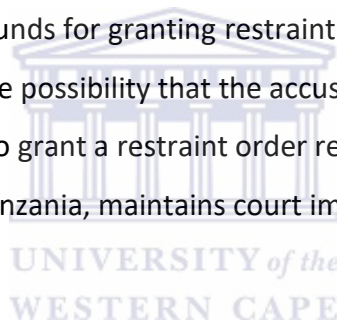 unds for granting restraint
e possibility that the accus
o grant a restraint order re
nzania, maintains court im
UNIVERSITY of the
WESTERN CAPE